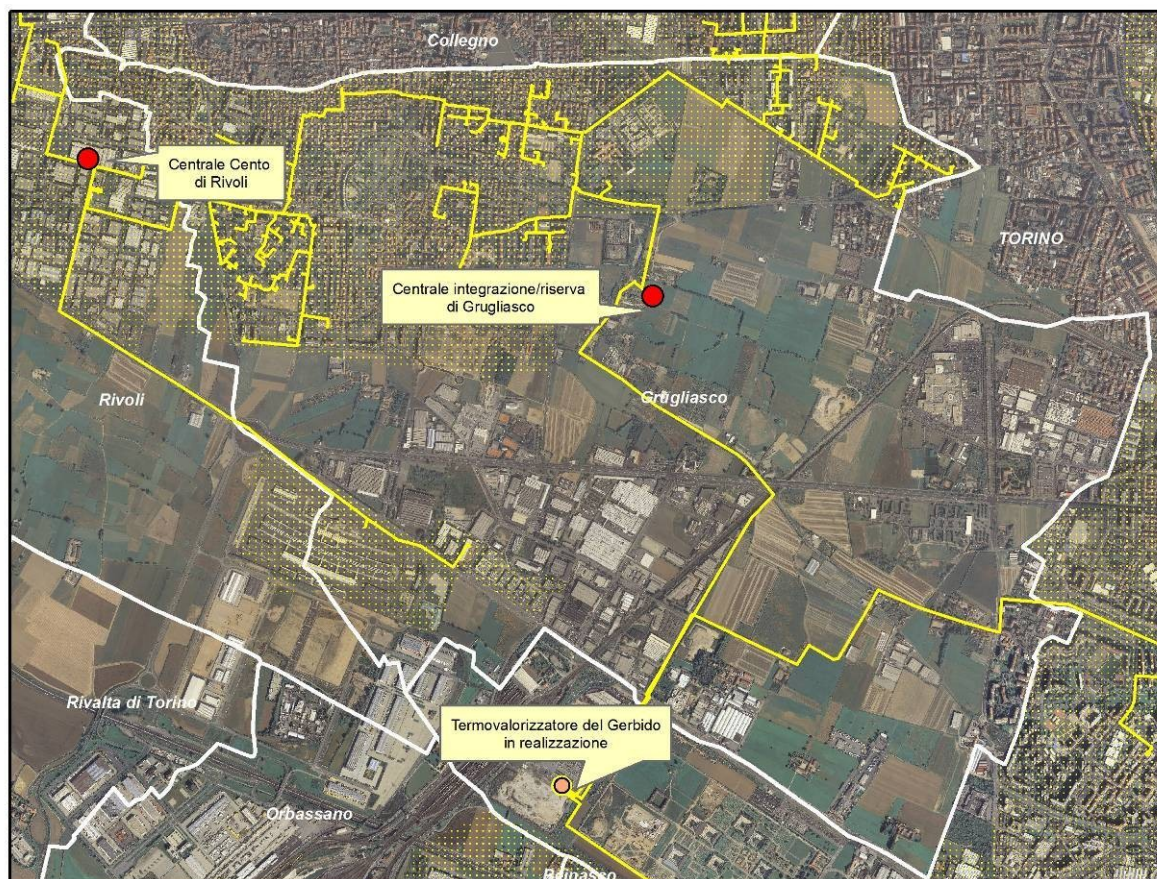 Collegno
Centrale Cento
di Rivoli
TORINO
Centrale integrazione/riserva
di Grugliasco
Rivoli
Grugliasco
Rivalta di Torino
Termovalorizzatore del Gerbido
in realizzazione
Orbassano
Beinasco